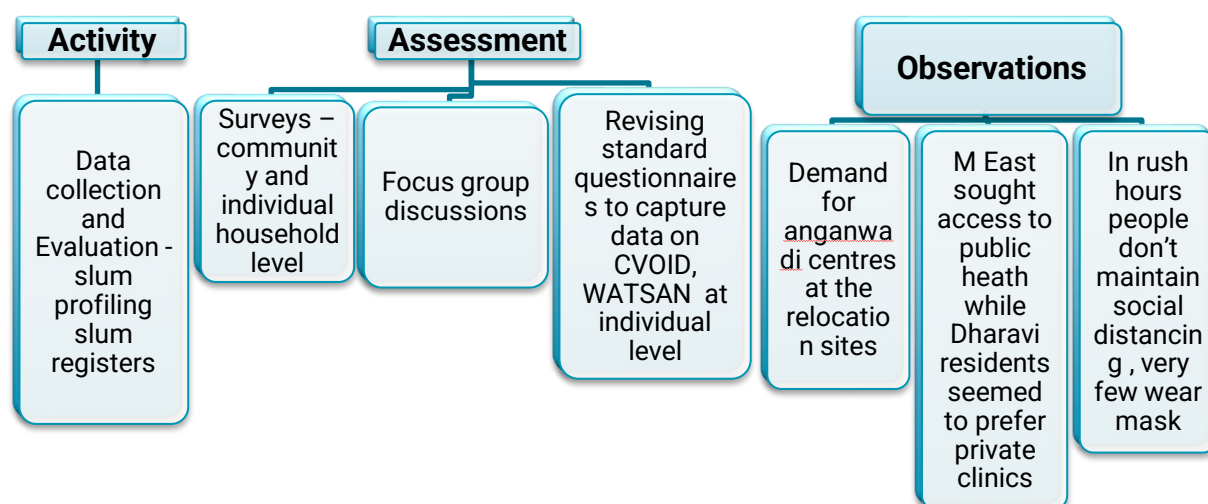 Activity
Data
collection
and
Evaluation -
slum
profiling
slum
registers
Assessment
Surveys –
communit
y and
individual
household
level
Focus group
discussions
Revising
standard
questionnaire
s to capture
data on
CVOID,
WATSAN at
individual
level
Observations
Demand
for
anganwa
di centres
at the
relocatio
n sites
M East
sought
access to
public
heath
while
Dharavi
residents
seemed
to prefer
private
clinics
In rush
hours
people
don’t
maintain
social
distancin
g , very
few wear
mask